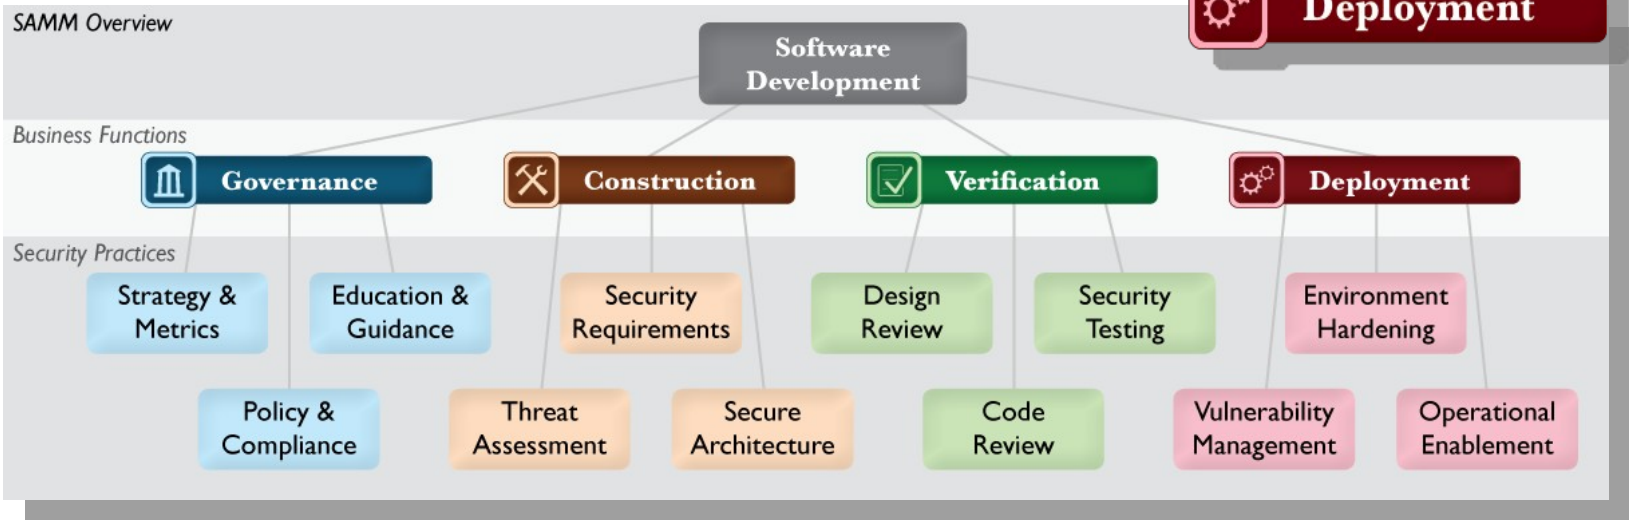 SAMM Overview
Deployment
Software
Development
Business Functions
Governance
Construction
Verification
Deployment
Security Practices
Strategy &
Metrics
Education &
Guidance
Security
Requirements
Design
Review
Security
Testing
Environment
Hardening
Policy &
Compliance
Threat
Assessment
Secure
Architecture
Code
Review
Vulnerability
Management
Operational
Enablement